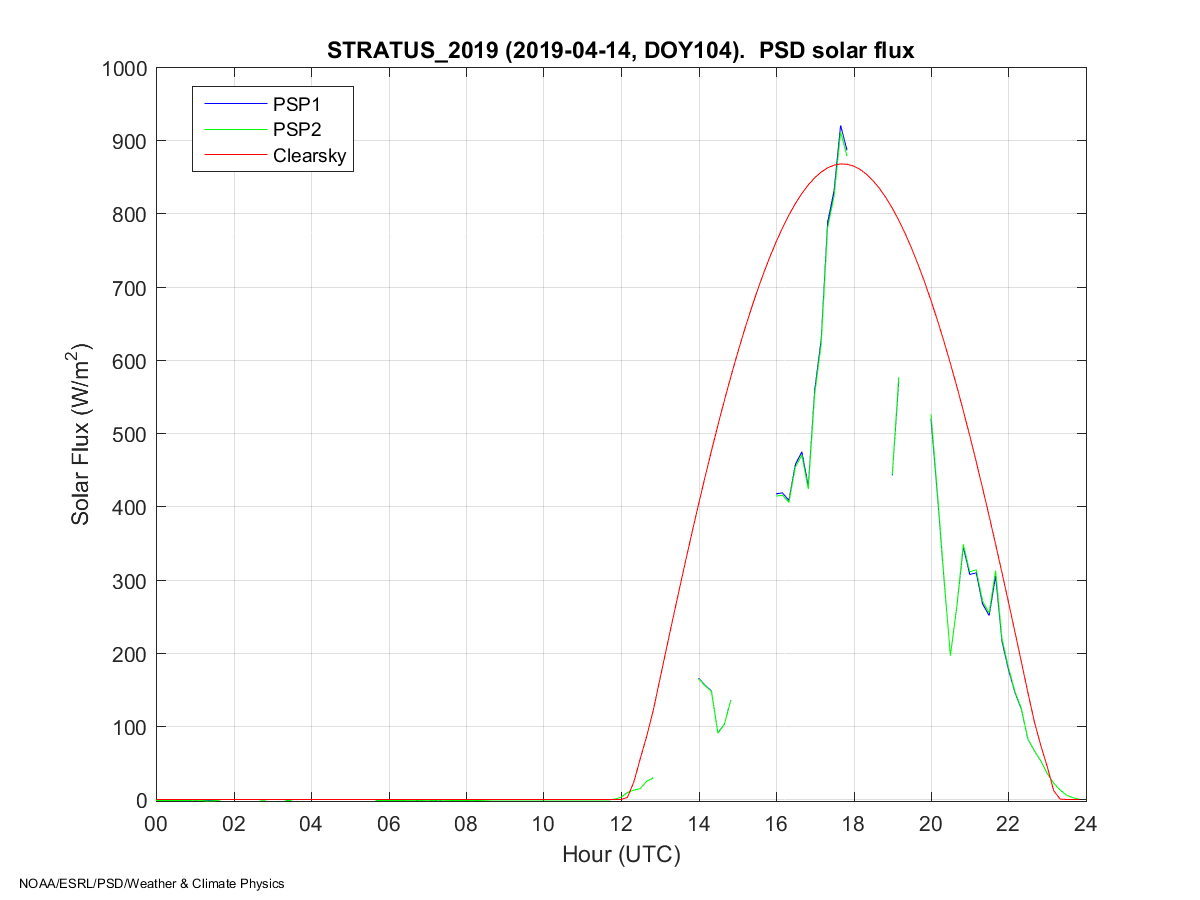 STRATUS_2019 (2019-04-14, DOY104).  PSD solar flux
1000
900
800
700
600
500
400
300
200
100
0
Solar Flux (W/m²)
PSP1
PSP2
Clearsky
00 02 04 06 08 10 12 14 16 18 20 22 24
Hour (UTC)
NOAA/ESRL/PSD/Weather & Climate Physics